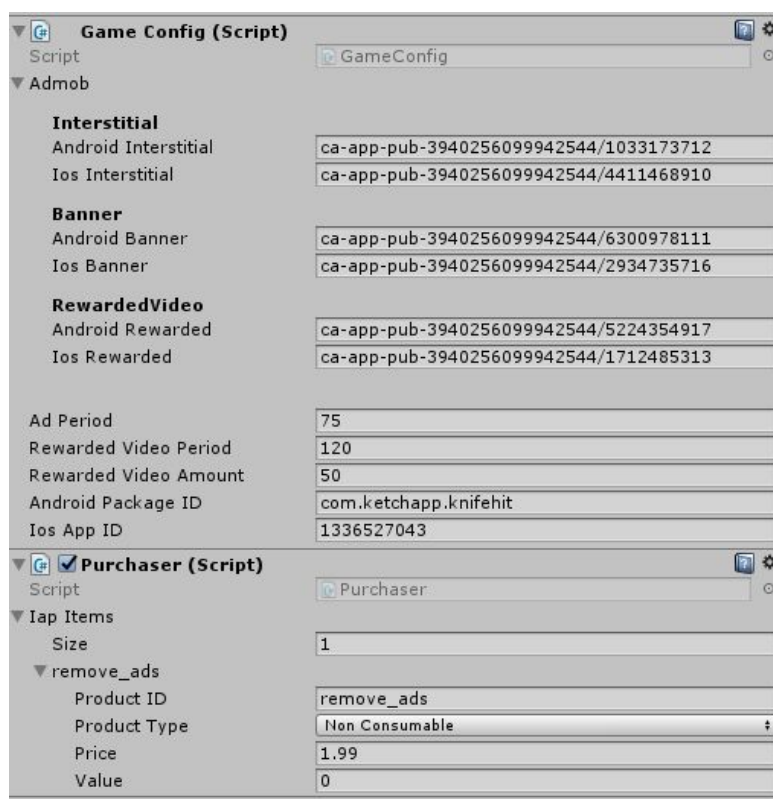 Game Config (Script)
Script GameConfig
Admob
Interstitial
Android Interstitial ca-app-pub-3940256099942544/1033173712
Ios Interstitial ca-app-pub-3940256099942544/4411468910
Banner
Android Banner ca-app-pub-3940256099942544/6300978111
Ios Banner ca-app-pub-3940256099942544/2934735716
RewardedVideo
Android Rewarded ca-app-pub-3940256099942544/5224354917
Ios Rewarded ca-app-pub-3940256099942544/1712485313
Ad Period 75
Rewarded Video Period 120
Rewarded Video Amount 50
Android Package ID com.ketchapp.knifehit
Ios App ID 1336527043
Purchaser (Script)
Script Purchaser
Iap Items
Size 1
remove_ads
Product ID remove_ads
Product Type Non Consumable
Price 1.99
Value 0